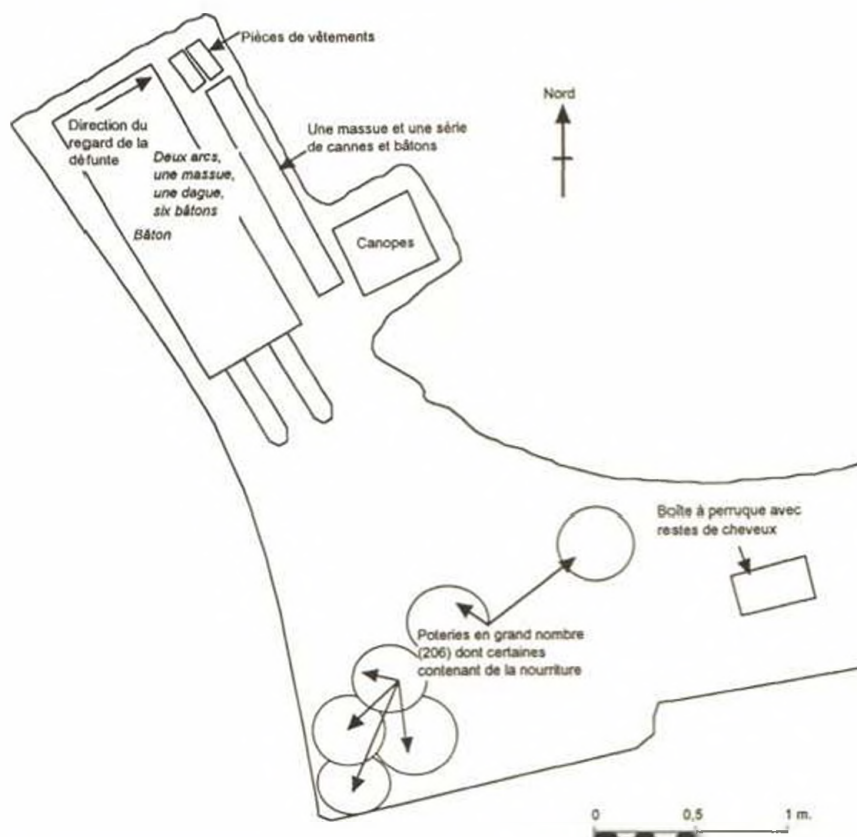 Pièces de vêtements
Nord
Direction du
regard de la
défunte
Une massue et une série
de cannes et bâtons
Deux arcs,
une massue,
une dague,
six bâtons
Bâton
Canopes
Boîte à perruque avec
restes de cheveux
Poteries en grand nombre
(206) dont certaines
contenant de la nourriture
0 0,5 1 m.